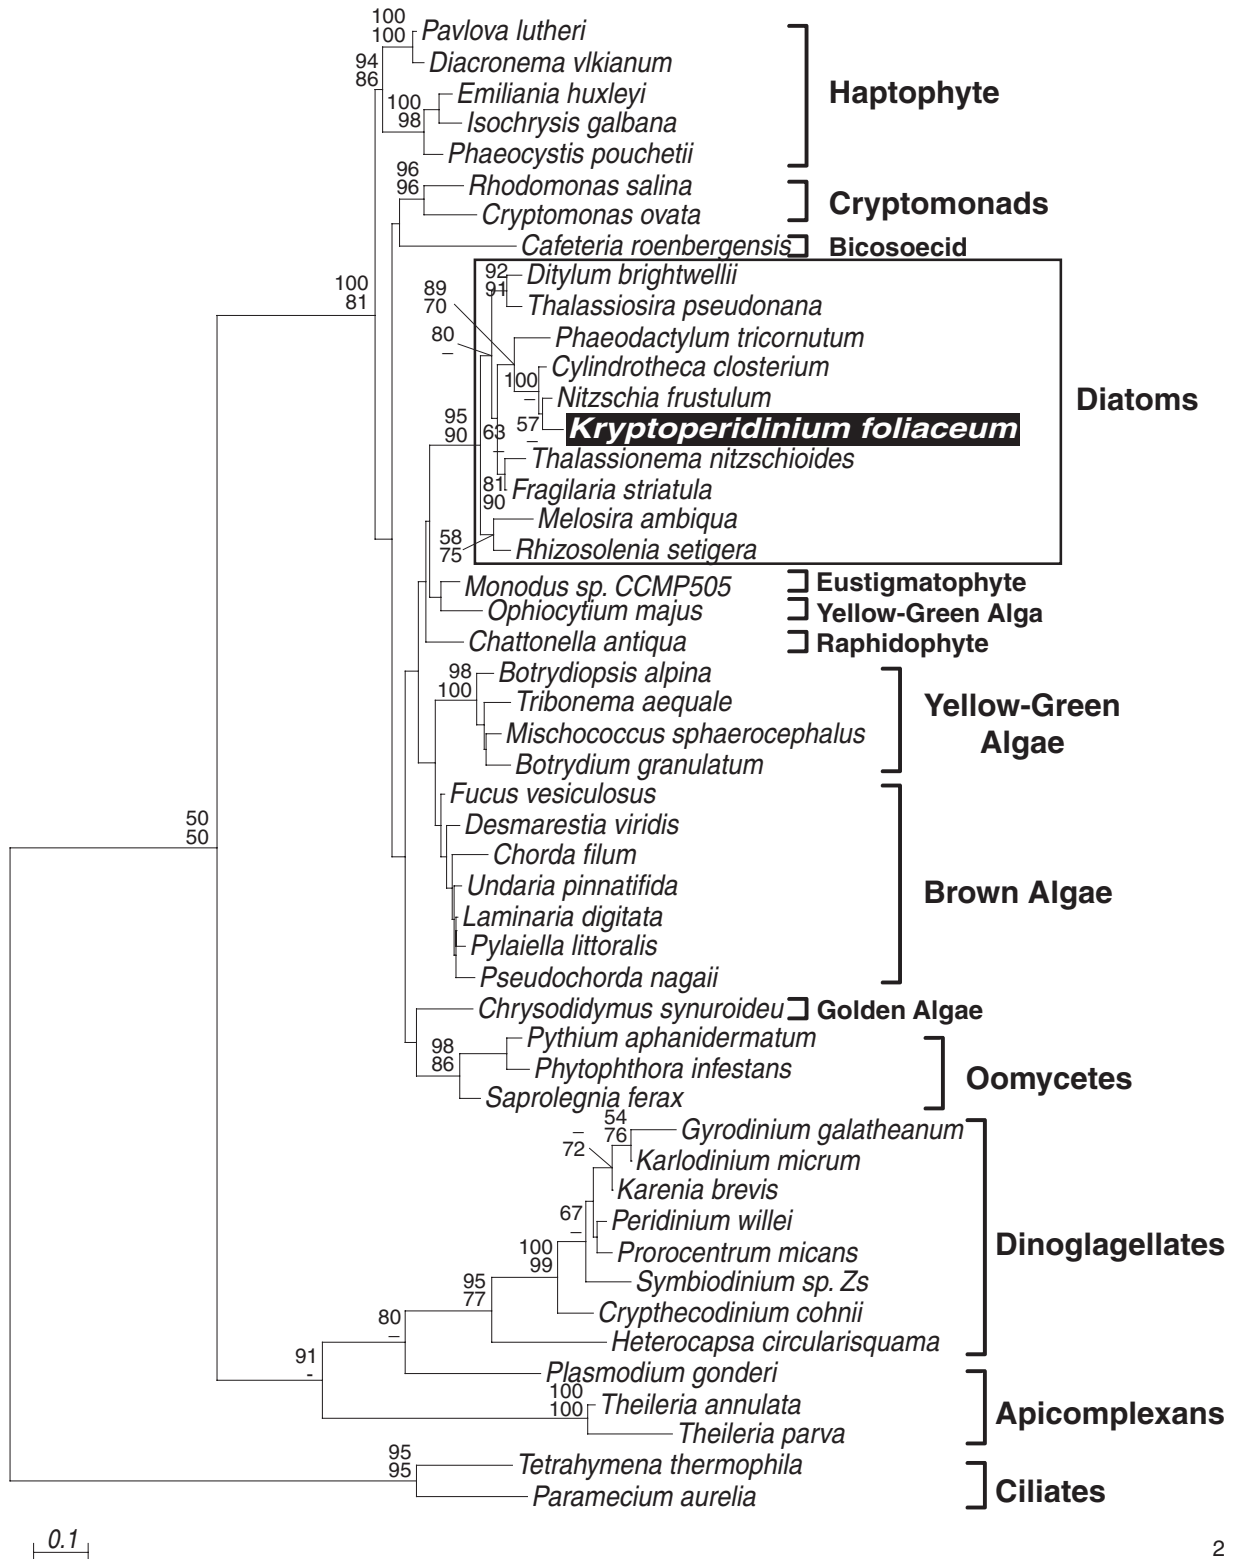 100
100
Pavlova lutheri
Diacronema vlkianum
94
86
Emiliania huxleyi
100
98
Isochrysis galbana
Phaeocystis pouchetii
Haptophyte
96
96
Rhodomonas salina
Cryptomonas ovata
Cryptomonads
Cafeteria roenbergensis
Bicosoecid
92
91
Ditylum brightwellii
Thalassiosira pseudonana
89
70
80
–
Phaeodactylum tricornutum
Cylindrotheca closterium
100
–
Nitzschia frustulum
57
–
Kryptoperidinium foliaceum
Diatoms
95
90
63
–
Thalassionema nitzschioides
81
90
Fragilaria striatula
Melosira ambiqua
58
75
Rhizosolenia setigera
100
81
Monodus sp. CCMP505
Eustigmatophyte
Ophiocytium majus
Yellow-Green Alga
Chattonella antiqua
Raphidophyte
98
100
Botrydiopsis alpina
Tribonema aequale
Mischococcus sphaerocephalus
Botrydium granulatum
Yellow-Green
Algae
Fucus vesiculosus
Desmarestia viridis
Chorda filum
Undaria pinnatifida
Laminaria digitata
Pylaiella littoralis
Pseudochorda nagaii
Brown Algae
50
50
Chrysodidymus synuroideu
Golden Algae
98
86
Pythium aphanidermatum
Phytophthora infestans
Saprolegnia ferax
Oomycetes
54
76
–
72
Gyrodinium galatheanum
Karlodinium micrum
Karenia brevis
67
–
Peridinium willei
Prorocentrum micans
100
99
Symbiodinium sp. Zs
95
77
Crypthecodinium cohnii
Heterocapsa circularisquama
Dinoglagellates
80
–
91
-
Plasmodium gonderi
100
100
Theileria annulata
Theileria parva
Apicomplexans
95
95
Tetrahymena thermophila
Paramecium aurelia
Ciliates
0.1
2